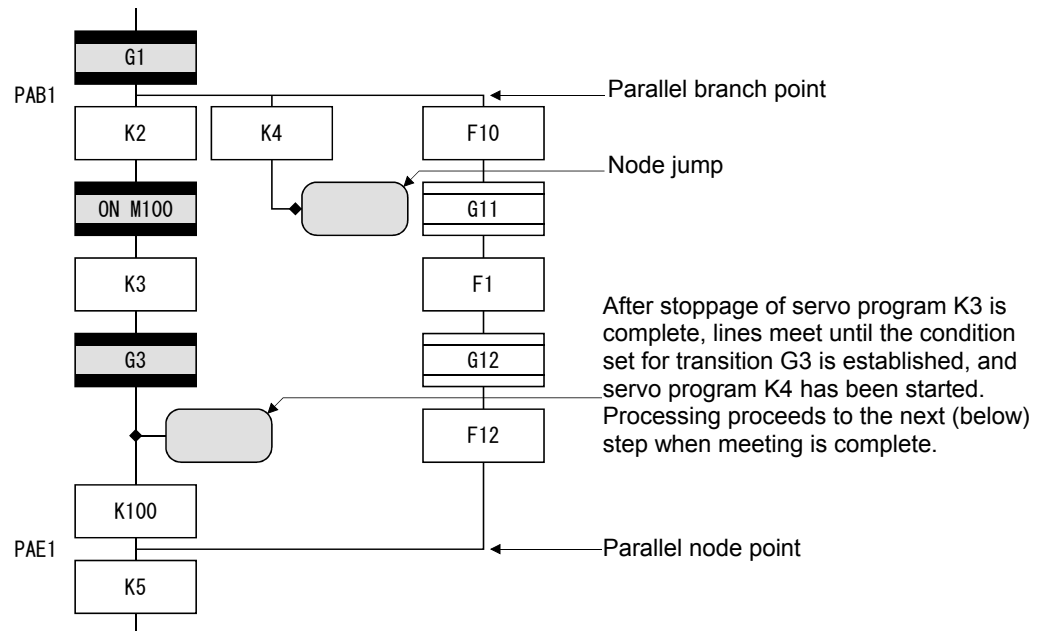 G1
PAB1
Parallel branch point
K2
K4
F10
Node jump
ON M100
G11
K3
F1
After stoppage of servo program K3 is
complete, lines meet until the condition
set for transition G3 is established, and
servo program K4 has been started.
Processing proceeds to the next (below)
step when meeting is complete.
G3
G12
F12
K100
PAE1
Parallel node point
K5